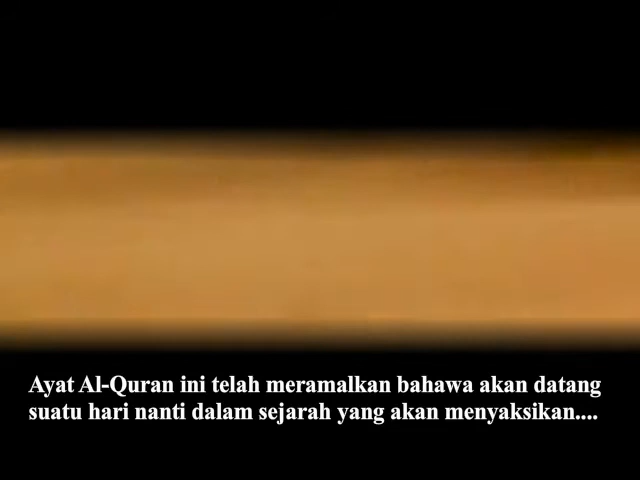 Ayat Al-Quran ini telah meramalkan bahawa akan datang
suatu hari nanti dalam sejarah yang akan menyaksikan....